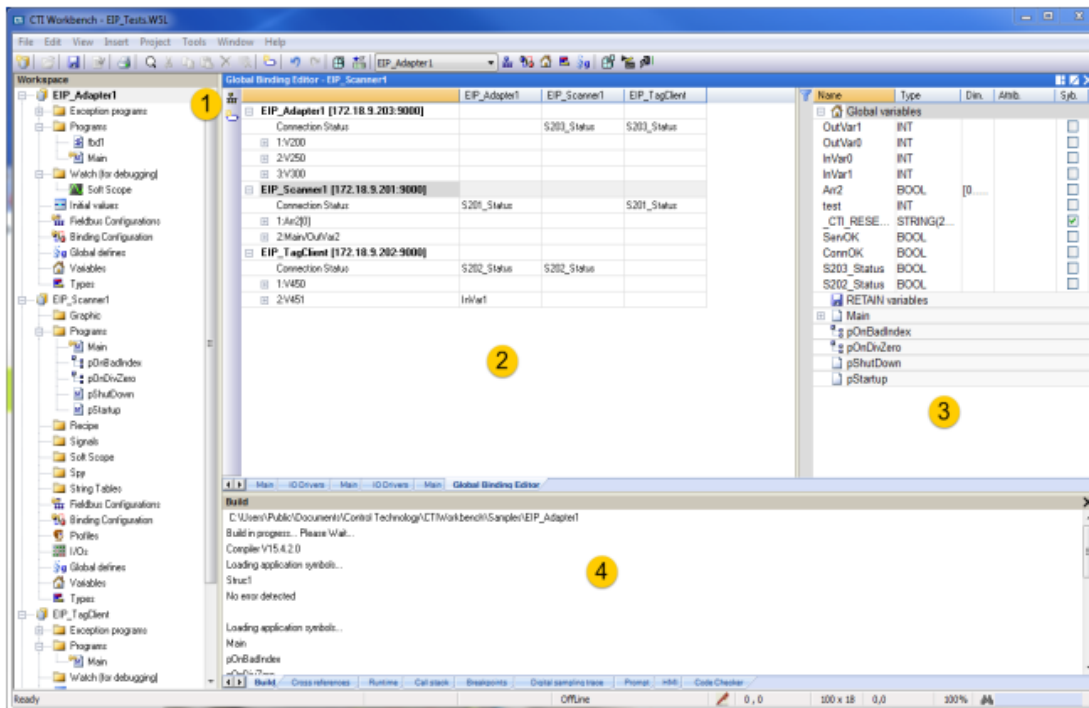 CTI Workbench - EIP_Tests.W5L
File Edit View Insert Project Tools Window Help
EIP_Adapter1
Workspace
EIP_Adapter1
Exception programs
Programs
fbd1
Main
Watch (for debugging)
Soft Scope
Initial values
Fieldbus Configurations
Binding Configuration
Global defines
Variables
Types
EIP_Scanner1
Graphic
Programs
Main
pOnBadIndex
pOnDivZero
pShutDown
pStartup
Recipe
Signals
Soft Scope
Spy
String Tables
Fieldbus Configurations
Binding Configuration
Profiles
I/Os
Global defines
Variables
Types
EIP_TagClient
Exception programs
Programs
Main
Watch (for debugging)
1
Global Binding Editor - EIP_Scanner1
EIP_Adapter1 EIP_Scanner1 EIP_TagClient
EIP_Adapter1 [172.18.9.203:9000]
Connection Status S203_Status S203_Status
1:V200
2:V250
3:V300
EIP_Scanner1 [172.18.9.201:9000]
Connection Status S201_Status S201_Status
1:Arr2[0]
2:Main/OutVar2
EIP_TagClient [172.18.9.202:9000]
Connection Status S202_Status S202_Status
1:V450
2:V451 InVar1
2
Main IO Drivers Main IO Drivers Main Global Binding Editor
Name Type Dim. Attrib. Syb.
Global variables
OutVar1 INT
OutVar0 INT
InVar0 INT
InVar1 INT
Arr2 BOOL [0......
test INT
_CTI_RESE... STRING(2...
ServOK BOOL
ConnOK BOOL
S203_Status BOOL
S202_Status BOOL
RETAIN variables
Main
pOnBadIndex
pOnDivZero
pShutDown
pStartup
3
Build
C:\Users\Public\Documents\Control Technology\CTIWorkbench\Samples\EIP_Adapter1
Build in progress... Please Wait...
Compiler V15.4.2.0
Loading application symbols...
Struc1
No error detected
Loading application symbols...
Main
pOnBadIndex
pOnDivZero
4
Build Cross references Runtime Call stack Breakpoints Digital sampling trace Prompt HMI Code Checker
Ready Offline 0 , 0 100 x 18 0,0 100%